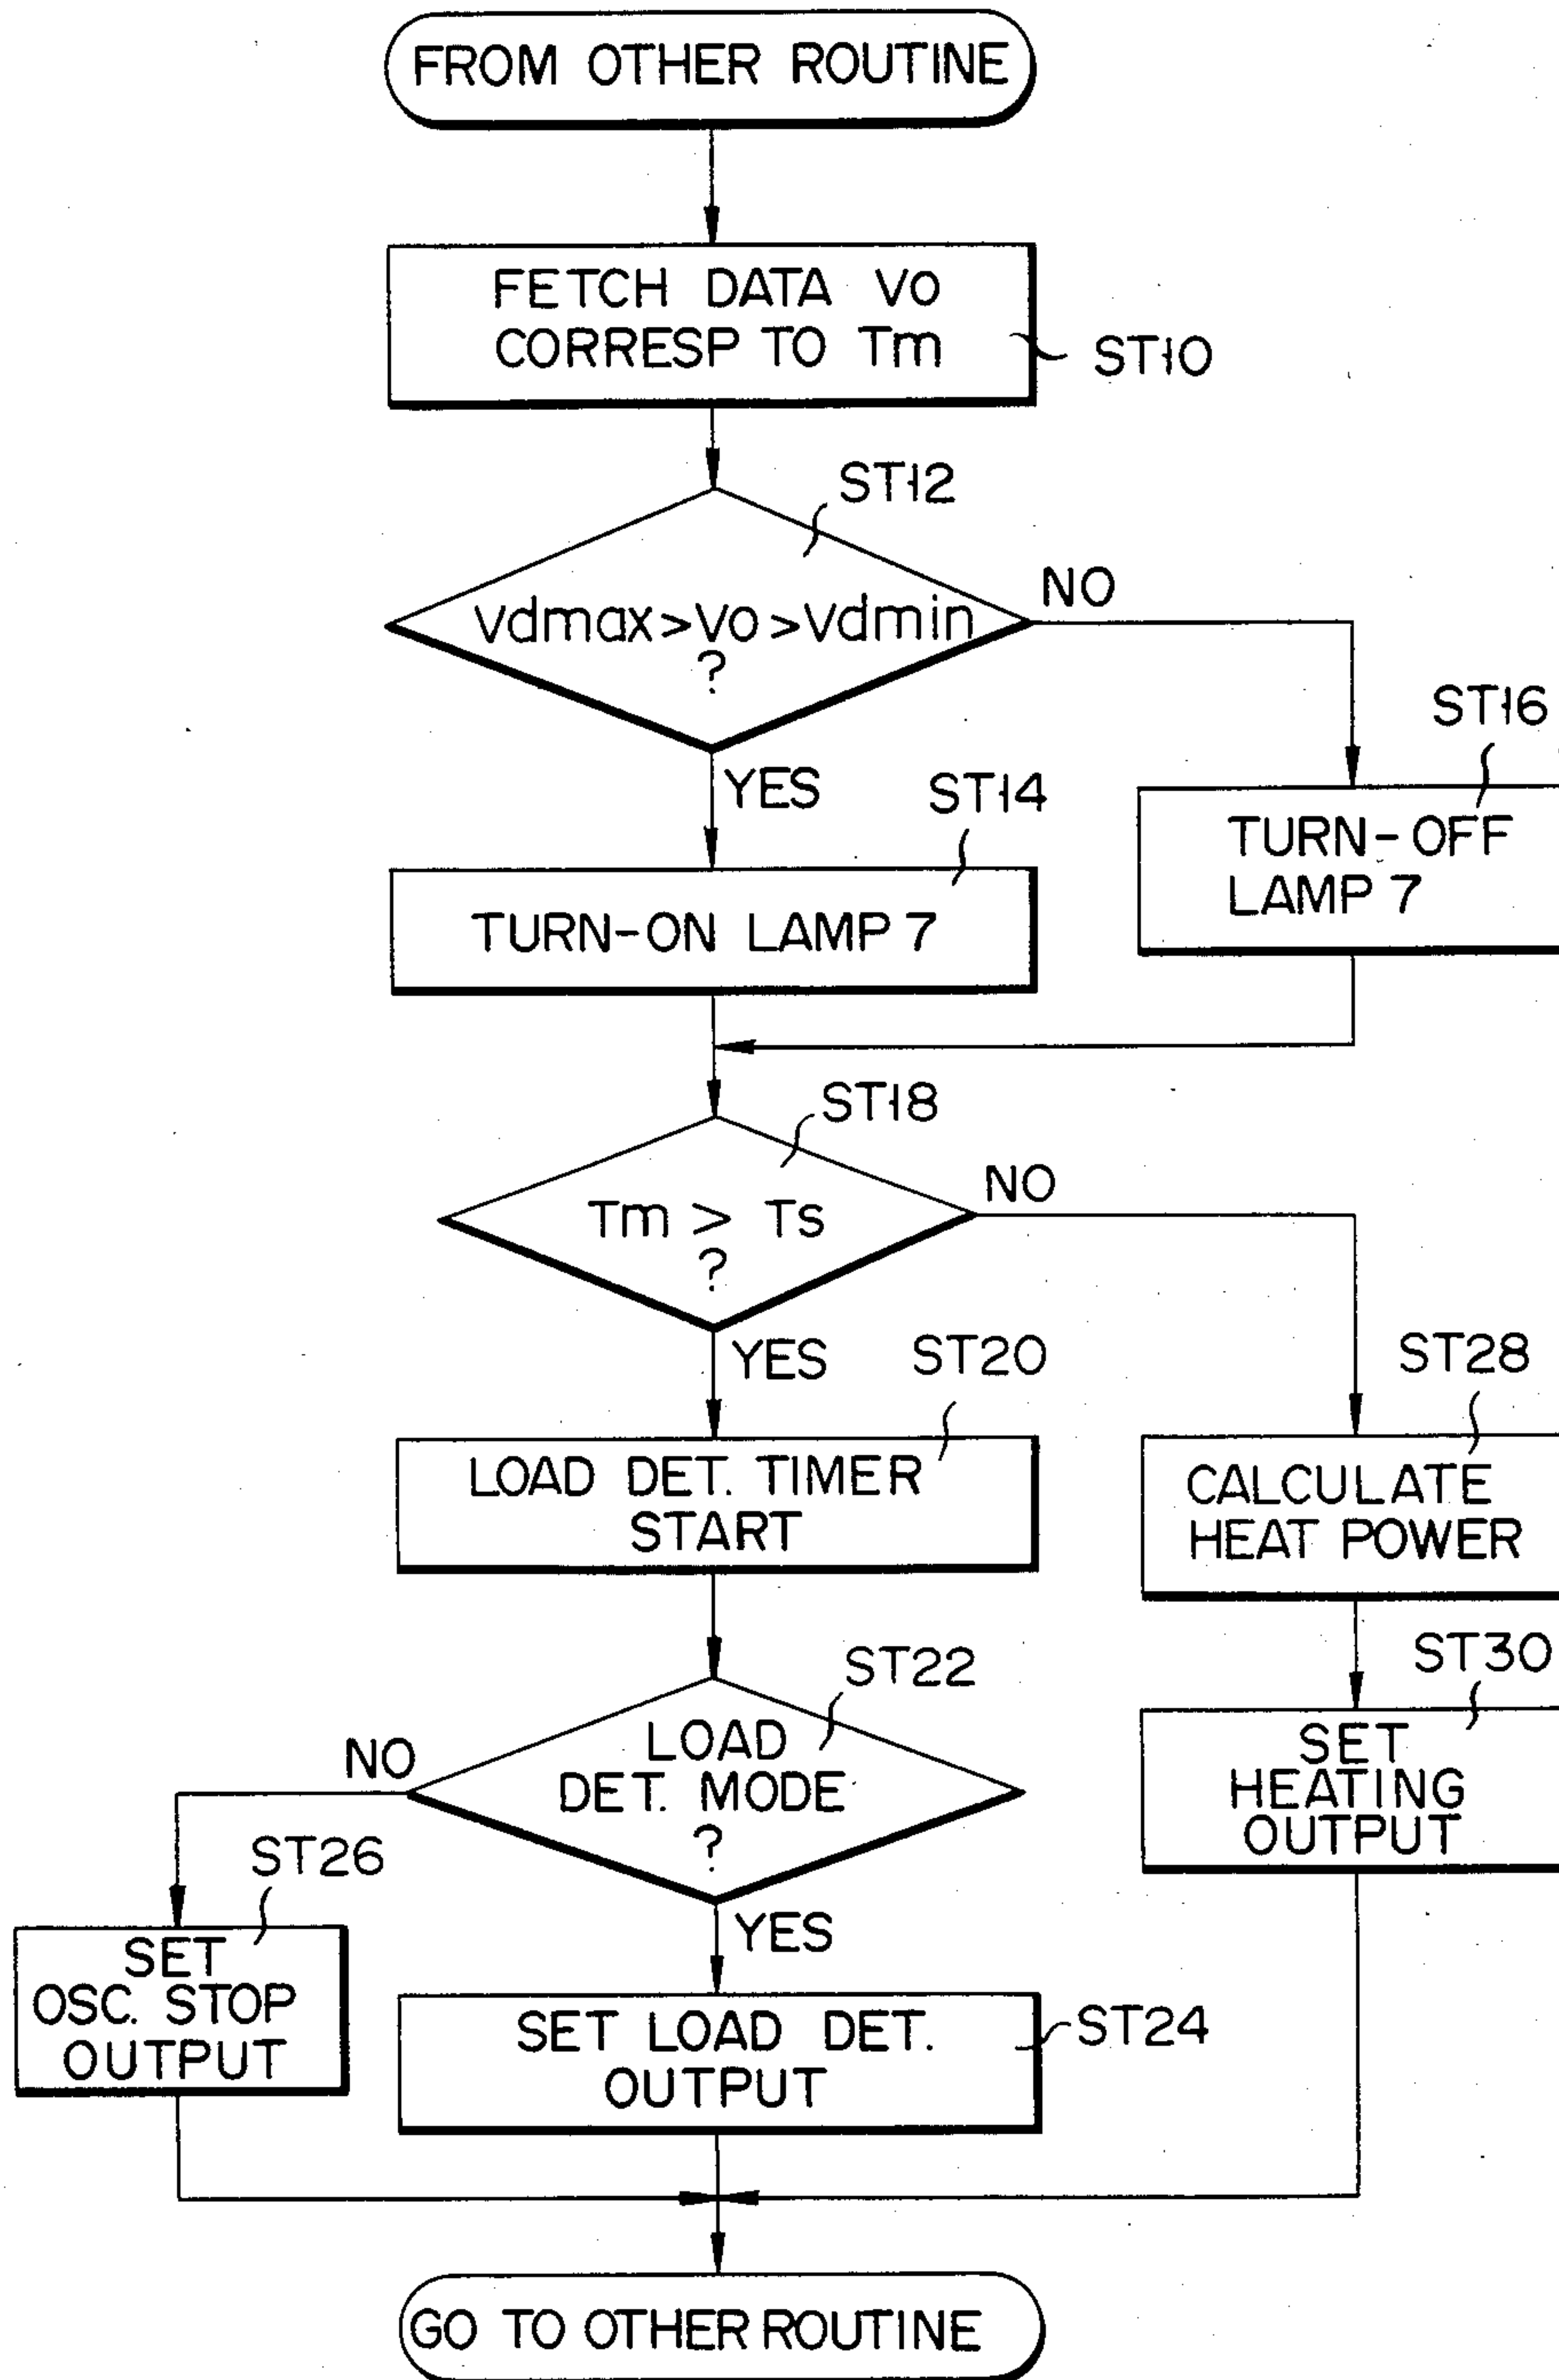 FROM OTHER ROUTINE
FETCH DATA Vo
CORRESP TO Tm
ST10
ST12
Vdmax>Vo>Vdmin
?
NO
YES
ST14
ST16
TURN-ON LAMP 7
TURN-OFF
LAMP 7
ST18
Tm > Ts
?
NO
YES
ST20
LOAD DET. TIMER
START
ST28
CALCULATE
HEAT POWER
ST22
LOAD
DET. MODE
?
NO
YES
ST30
SET
HEATING
OUTPUT
ST26
SET
OSC. STOP
OUTPUT
SET LOAD DET.
OUTPUT
ST24
GO TO OTHER ROUTINE